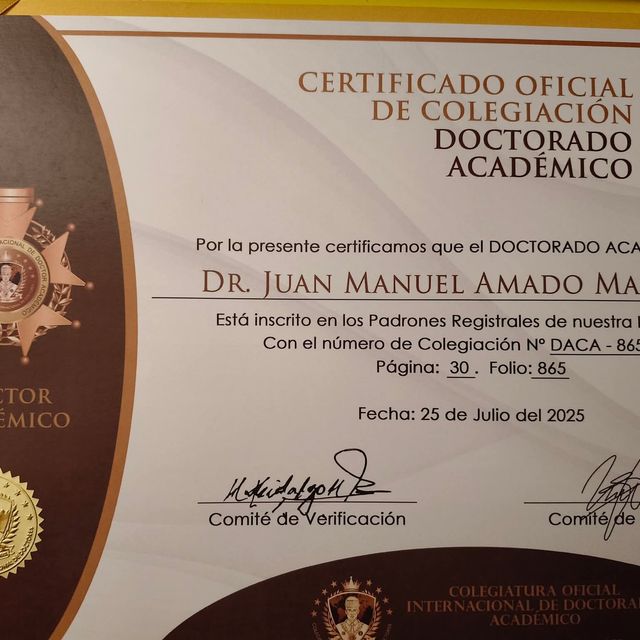 CERTIFICADO OFICIAL
DE COLEGIACIÓN
DOCTORADO
ACADÉMICO
Por la presente certificamos que el DOCTORADO ACA
DR. JUAN MANUEL AMADO MA
Está inscrito en los Padrones Registrales de nuestra
Con el número de Colegiación Nº DACA - 865
Página: 30. Folio: 865
CTOR
ÉMICO
Fecha: 25 de Julio del 2025
Comité de Verificación
Comité de
COLEGIATURA OFICIAL
INTERNACIONAL DE DOCTORA
ACADÉMICO